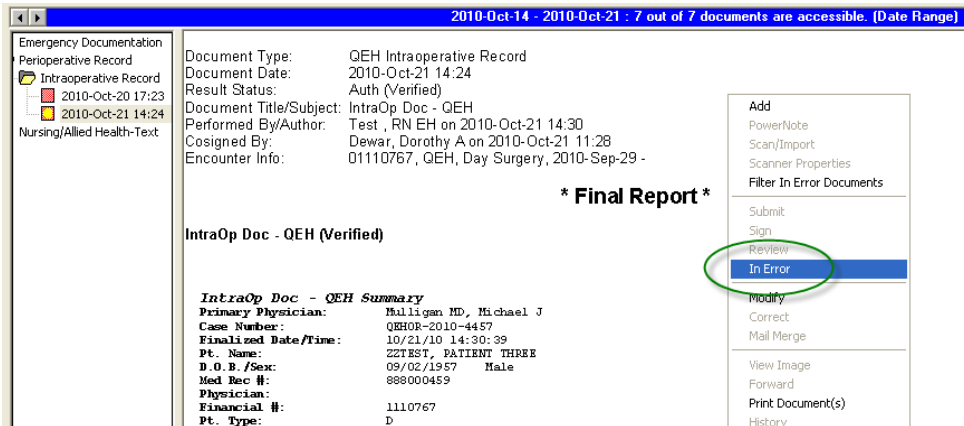 2010-Oct-14 - 2010-Oct-21 : 7 out of 7 documents are accessible. (Date Range)
Emergency Documentation
Perioperative Record
Intraoperative Record
2010-Oct-20 17:23
2010-Oct-21 14:24
Nursing/Allied Health-Text
Document Type: QEH Intraoperative Record
Document Date: 2010-Oct-21 14:24
Result Status: Auth (Verified)
Document Title/Subject: IntraOp Doc - QEH
Performed By/Author: Test , RN EH on 2010-Oct-21 14:30
Cosigned By: Dewar, Dorothy A on 2010-Oct-21 11:28
Encounter Info: 01110767, QEH, Day Surgery, 2010-Sep-29 -
* Final Report *
IntraOp Doc - QEH (Verified)
IntraOp Doc - QEH Summary
Primary Physician: Mulligan MD, Michael J
Case Number: QEHOR-2010-4457
Finalized Date/Time: 10/21/10 14:30:39
Pt. Name: ZZTEST, PATIENT THREE
D.O.B./Sex: 09/02/1957 Male
Med Rec #: 888000459
Physician:
Financial #: 1110767
Pt. Type: D
Add
PowerNote
Scan/Import
Scanner Properties
Filter In Error Documents
Submit
Sign
Review
In Error
Modify
Correct
Mail Merge
View Image
Forward
Print Document(s)
History